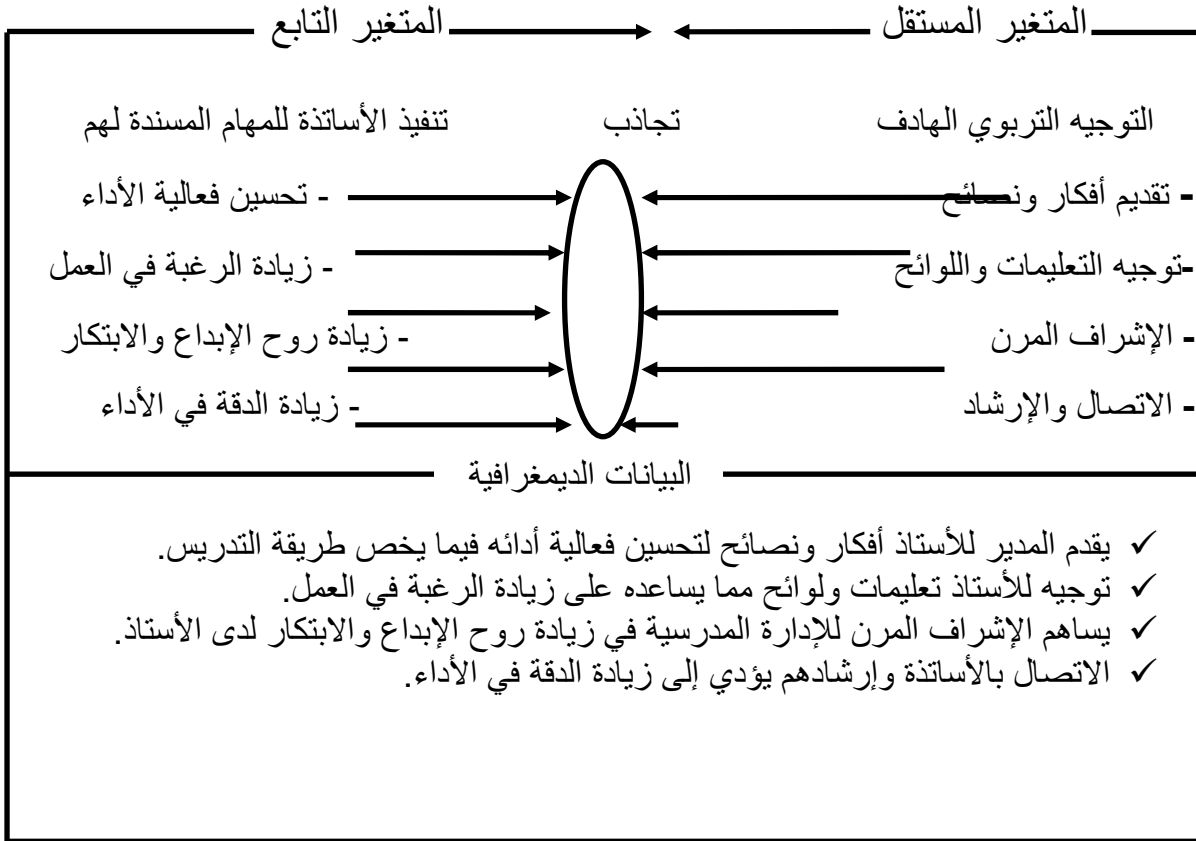 المتغير المستقل المتغير التابع
التوجيه التربوي الهادف تجاذب تنفيذ الأساتذة للمهام المسندة لهم
- تقديم أفكار ونصائح - تحسين فعالية الأداء
-توجيه التعليمات واللوائح - زيادة الرغبة في العمل
- الإشراف المرن - زيادة روح الإبداع والابتكار
- الاتصال والإرشاد - زيادة الدقة في الأداء
البيانات الديمغرافية
✓ يقدم المدير للأستاذ أفكار ونصائح لتحسين فعالية أدائه فيما يخص طريقة التدريس.
✓ توجيه للأستاذ تعليمات ولوائح مما يساعده على زيادة الرغبة في العمل.
✓ يساهم الإشراف المرن للإدارة المدرسية في زيادة روح الإبداع والابتكار لدى الأستاذ.
✓ الاتصال بالأساتذة وإرشادهم يؤدي إلى زيادة الدقة في الأداء.